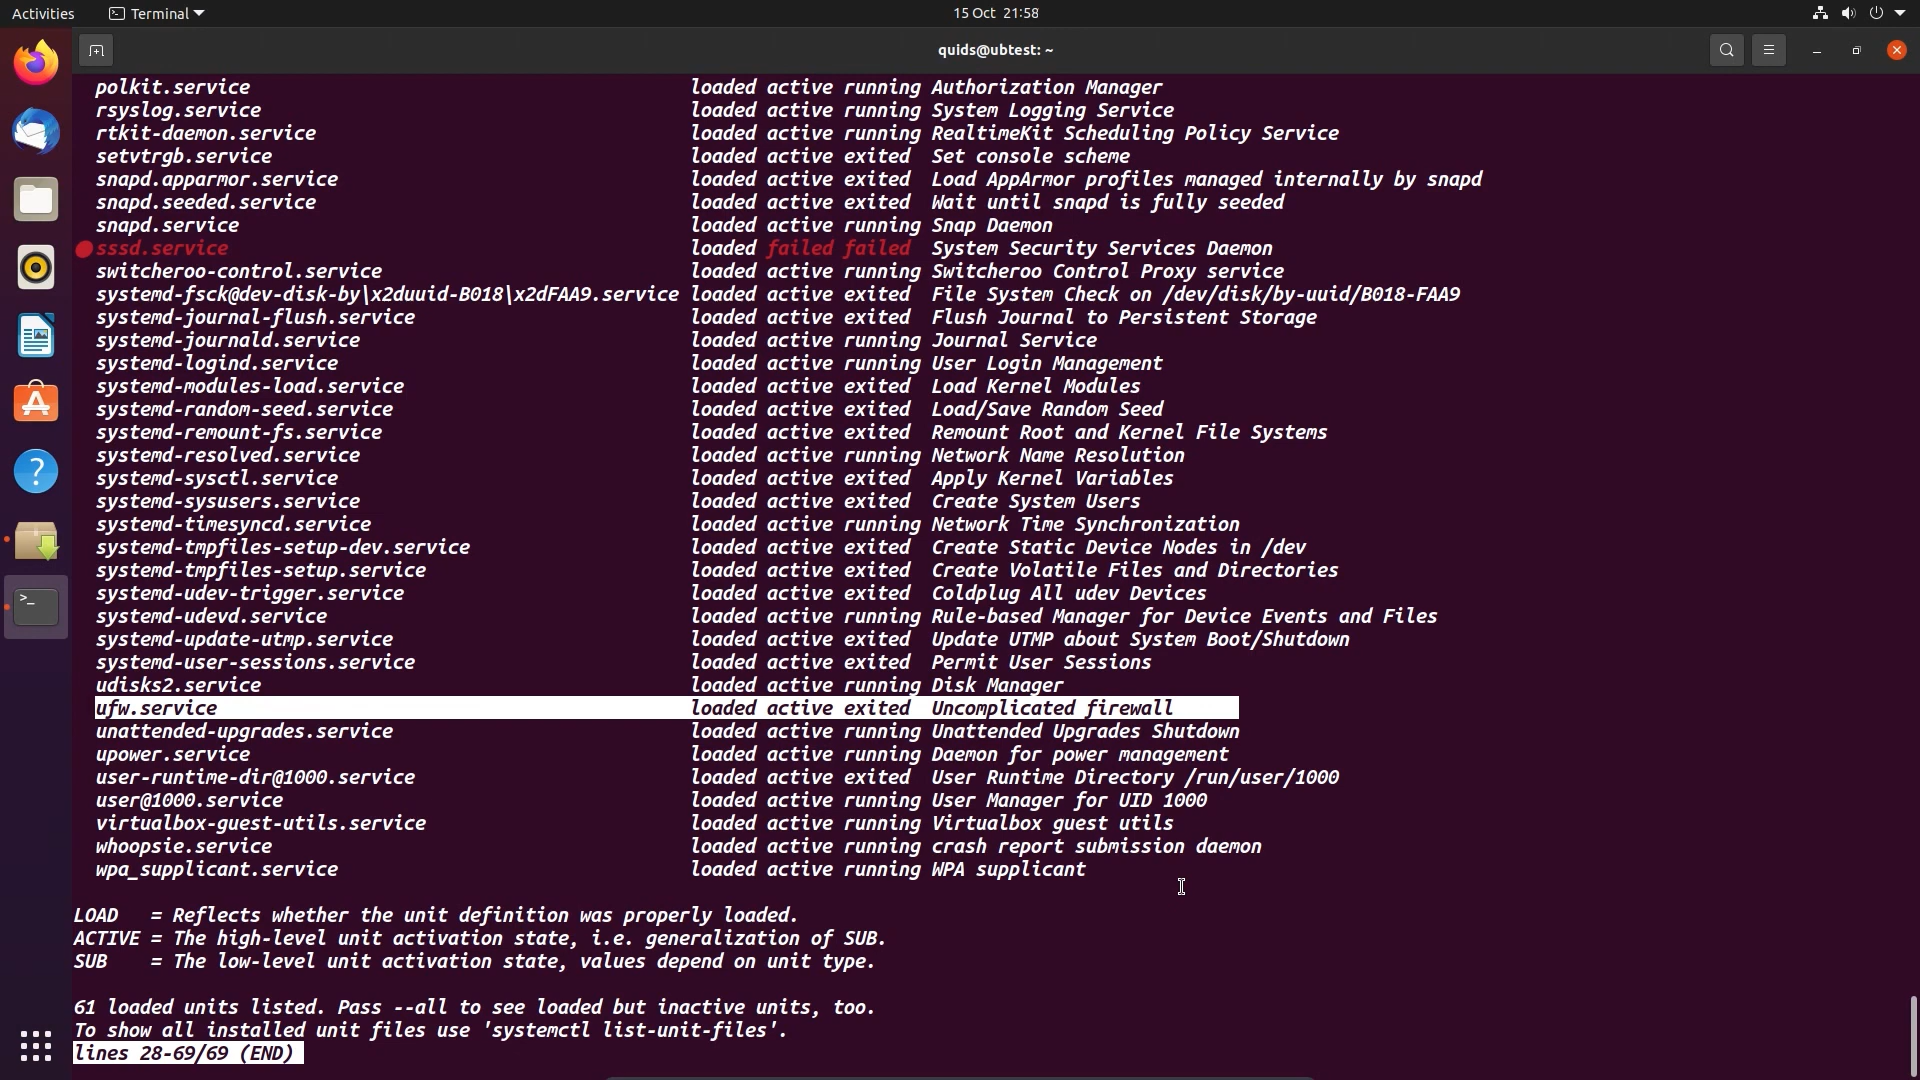 Activities
Terminal
15 Oct 21:58
quids@ubtest: ~
polkit.service loaded active running Authorization Manager
rsyslog.service loaded active running System Logging Service
rtkit-daemon.service loaded active running RealtimeKit Scheduling Policy Service
setvtrgb.service loaded active exited Set console scheme
snapd.apparmor.service loaded active exited Load AppArmor profiles managed internally by snapd
snapd.seeded.service loaded active exited Wait until snapd is fully seeded
snapd.service loaded active running Snap Daemon
sssd.service loaded failed failed System Security Services Daemon
switcheroo-control.service loaded active running Switcheroo Control Proxy service
systemd-fsck@dev-disk-by\x2duuid-B018\x2dFAA9.service loaded active exited File System Check on /dev/disk/by-uuid/B018-FAA9
systemd-journal-flush.service loaded active exited Flush Journal to Persistent Storage
systemd-journald.service loaded active running Journal Service
systemd-logind.service loaded active running User Login Management
systemd-modules-load.service loaded active exited Load Kernel Modules
systemd-random-seed.service loaded active exited Load/Save Random Seed
systemd-remount-fs.service loaded active exited Remount Root and Kernel File Systems
systemd-resolved.service loaded active running Network Name Resolution
systemd-sysctl.service loaded active exited Apply Kernel Variables
systemd-sysusers.service loaded active exited Create System Users
systemd-timesyncd.service loaded active running Network Time Synchronization
systemd-tmpfiles-setup-dev.service loaded active exited Create Static Device Nodes in /dev
systemd-tmpfiles-setup.service loaded active exited Create Volatile Files and Directories
systemd-udev-trigger.service loaded active exited Coldplug All udev Devices
systemd-udevd.service loaded active running Rule-based Manager for Device Events and Files
systemd-update-utmp.service loaded active exited Update UTMP about System Boot/Shutdown
systemd-user-sessions.service loaded active exited Permit User Sessions
udisks2.service loaded active running Disk Manager
ufw.service loaded active exited Uncomplicated firewall
unattended-upgrades.service loaded active running Unattended Upgrades Shutdown
upower.service loaded active running Daemon for power management
user-runtime-dir@1000.service loaded active exited User Runtime Directory /run/user/1000
user@1000.service loaded active running User Manager for UID 1000
virtualbox-guest-utils.service loaded active running Virtualbox guest utils
whoopsie.service loaded active running crash report submission daemon
wpa_supplicant.service loaded active running WPA supplicant
LOAD = Reflects whether the unit definition was properly loaded.
ACTIVE = The high-level unit activation state, i.e. generalization of SUB.
SUB = The low-level unit activation state, values depend on unit type.
61 loaded units listed. Pass --all to see loaded but inactive units, too.
To show all installed unit files use 'systemctl list-unit-files'.
lines 28-69/69 (END)